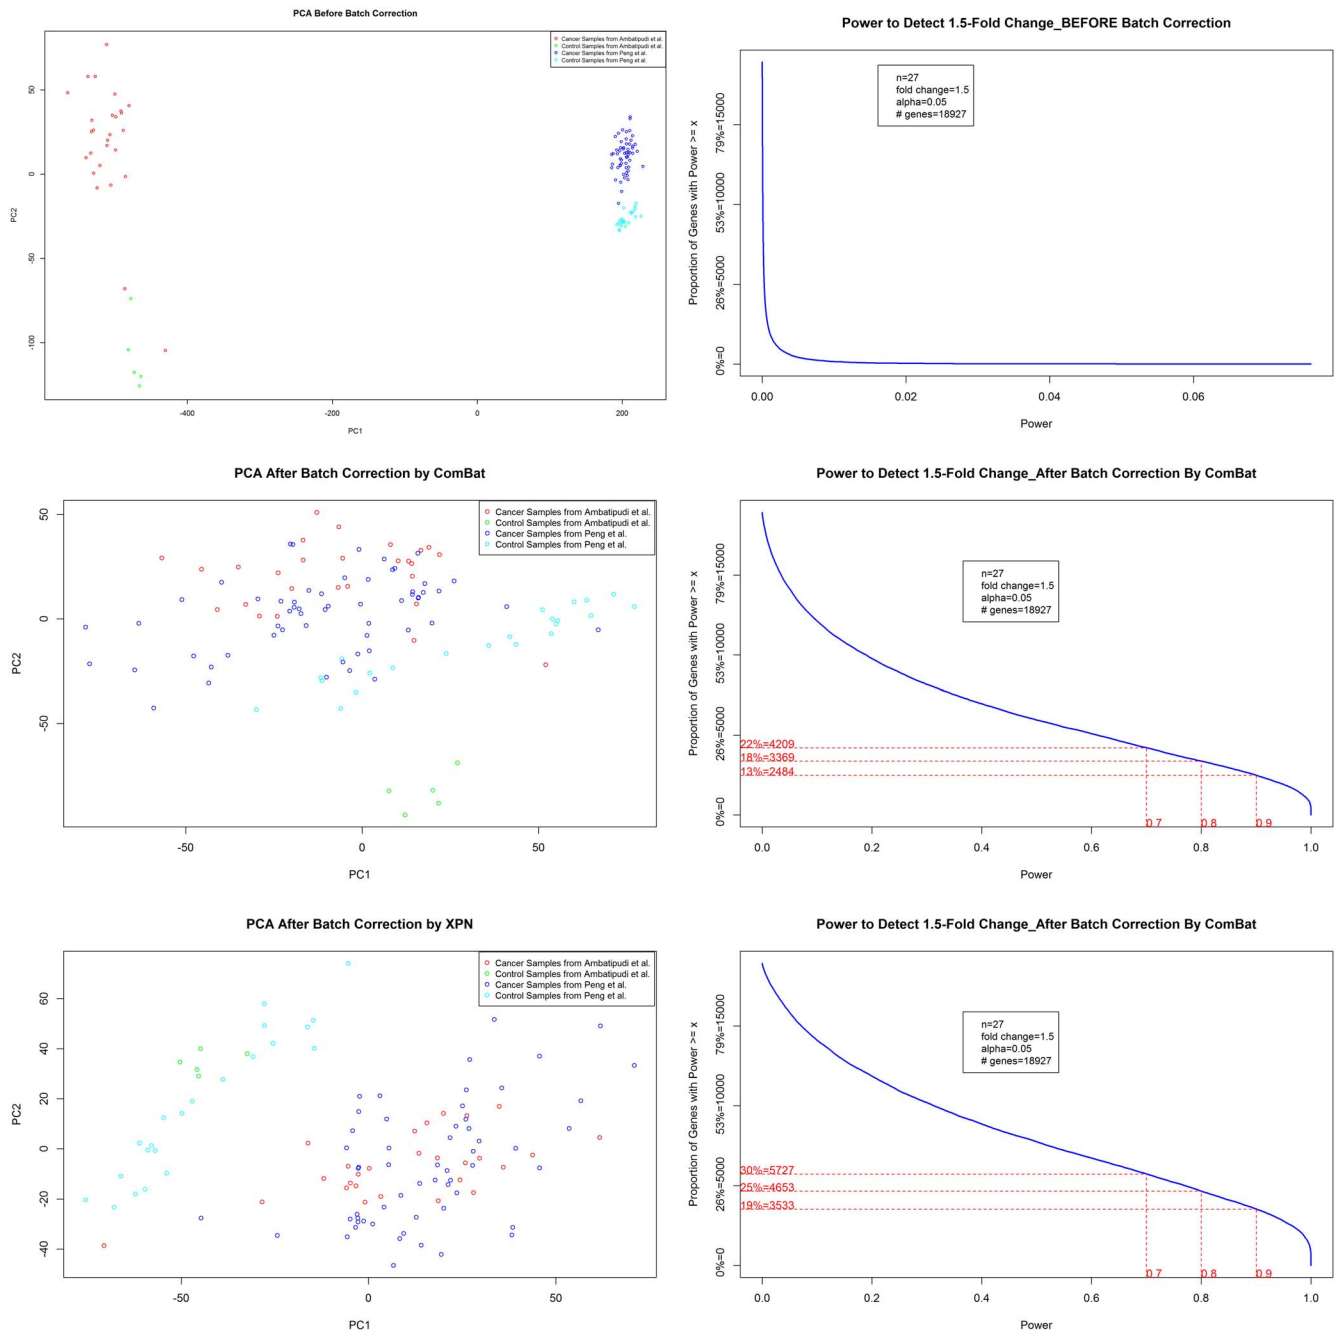 PCA Before Batch Correction
Cancer Samples from Ambatipudi et al.
Control Samples from Ambatipudi et al.
Cancer Samples from Peng et al.
Control Samples from Peng et al.
50
0
-50
-100
PC2
-400
-200
0
200
PC1
Power to Detect 1.5-Fold Change_BEFORE Batch Correction
n=27
fold change=1.5
alpha=0.05
# genes=18927
Proportion of Genes with Power >= x
79%=15000
53%=10000
26%=5000
0%=0
0.00
0.02
0.04
0.06
Power
PCA After Batch Correction by ComBat
Cancer Samples from Ambatipudi et al.
Control Samples from Ambatipudi et al.
Cancer Samples from Peng et al.
Control Samples from Peng et al.
50
0
-50
PC2
-50
0
50
PC1
Power to Detect 1.5-Fold Change_After Batch Correction By ComBat
n=27
fold change=1.5
alpha=0.05
# genes=18927
Proportion of Genes with Power >= x
79%=15000
53%=10000
26%=5000
0%=0
22%=4209
18%=3369
13%=2484
0.7
0.8
0.9
0.0
0.2
0.4
0.6
0.8
1.0
Power
PCA After Batch Correction by XPN
Cancer Samples from Ambatipudi et al.
Control Samples from Ambatipudi et al.
Cancer Samples from Peng et al.
Control Samples from Peng et al.
60
40
20
0
-20
-40
PC2
-50
0
50
PC1
Power to Detect 1.5-Fold Change_After Batch Correction By ComBat
n=27
fold change=1.5
alpha=0.05
# genes=18927
Proportion of Genes with Power >= x
79%=15000
53%=10000
26%=5000
0%=0
30%=5727
25%=4653
19%=3533
0.7
0.8
0.9
0.0
0.2
0.4
0.6
0.8
1.0
Power